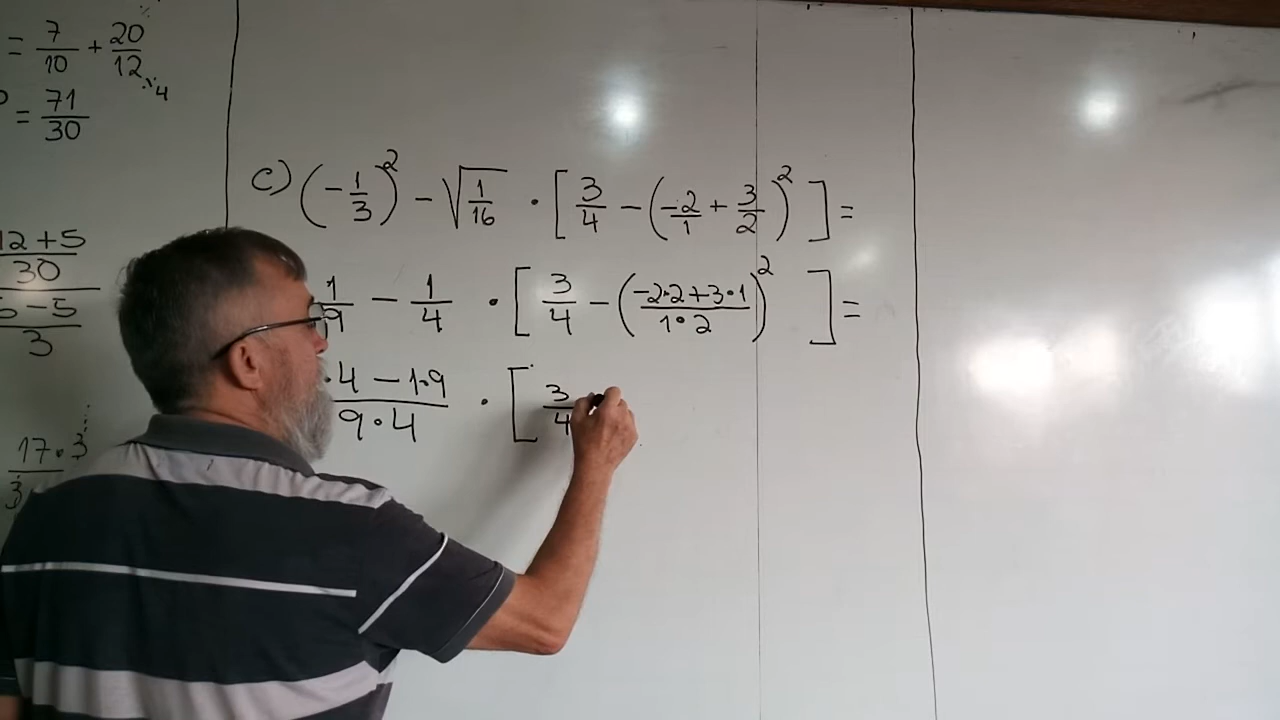 = 7/10 + 20/12 : 4
= 71/30
12+5/30
5-5/3
17·3/3
c) (-1/3)² - √(1/16) · [3/4 - (-2/1 + 3/2)²] =
1/9 - 1/4 · [3/4 - (-2·2+3·1/1·2)²] =
·4 - 1·9/9·4 · [3/4